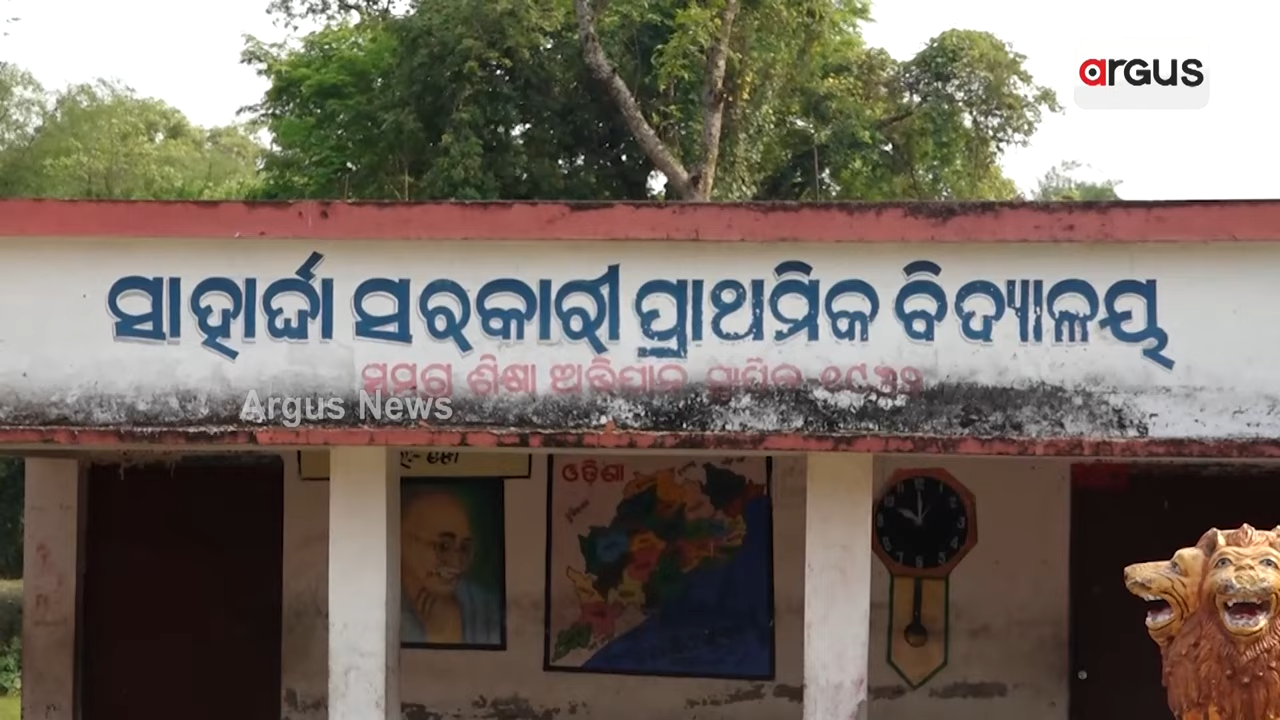 argus
ସାହାର୍ଦ୍ଦା ସରକାରୀ ପ୍ରାଥମିକ ବିଦ୍ୟାଳୟ
ସମଗ୍ର ଶିକ୍ଷା ଅଭିଯାନ ସ୍ଥାପିତ
Argus News
ଓଡ଼ିଶା